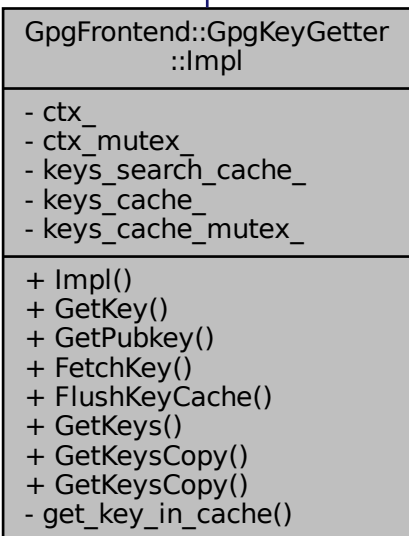 GpgFrontend::GpgKeyGetter
::Impl
- ctx_
- ctx_mutex_
- keys_search_cache_
- keys_cache_
- keys_cache_mutex_
+ Impl()
+ GetKey()
+ GetPubkey()
+ FetchKey()
+ FlushKeyCache()
+ GetKeys()
+ GetKeysCopy()
+ GetKeysCopy()
- get_key_in_cache()